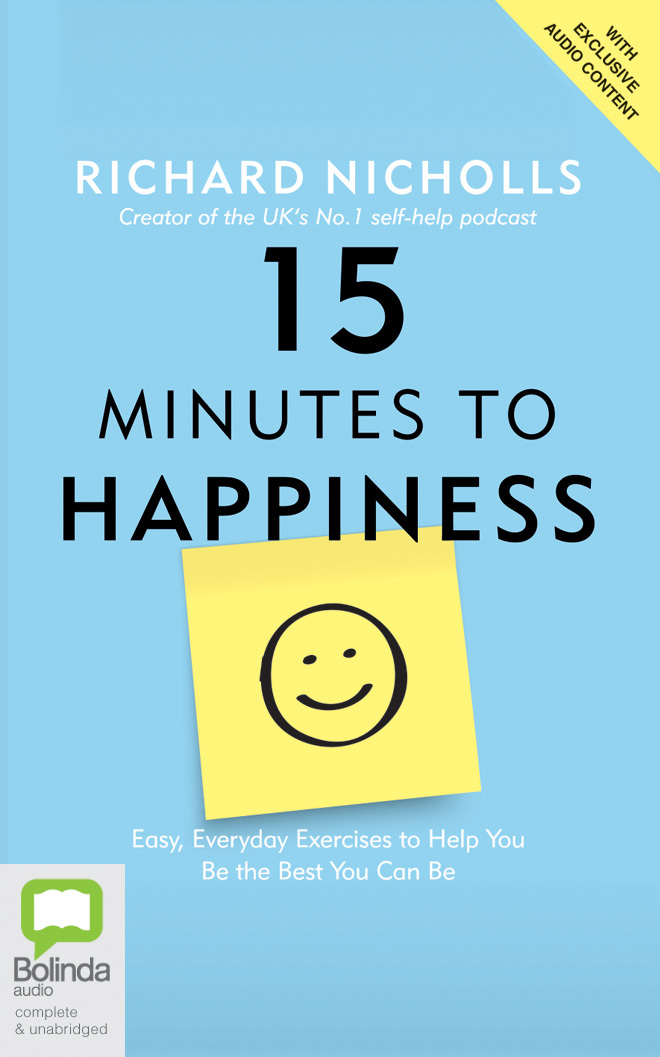 WITH
EXCLUSIVE
AUDIO CONTENT
RICHARD NICHOLLS
Creator of the UK's No.1 self-help podcast
15
MINUTES TO
HAPPINESS
Easy, Everyday Exercises to Help You
Be the Best You Can Be
Bolinda
audio
complete
& unabridged